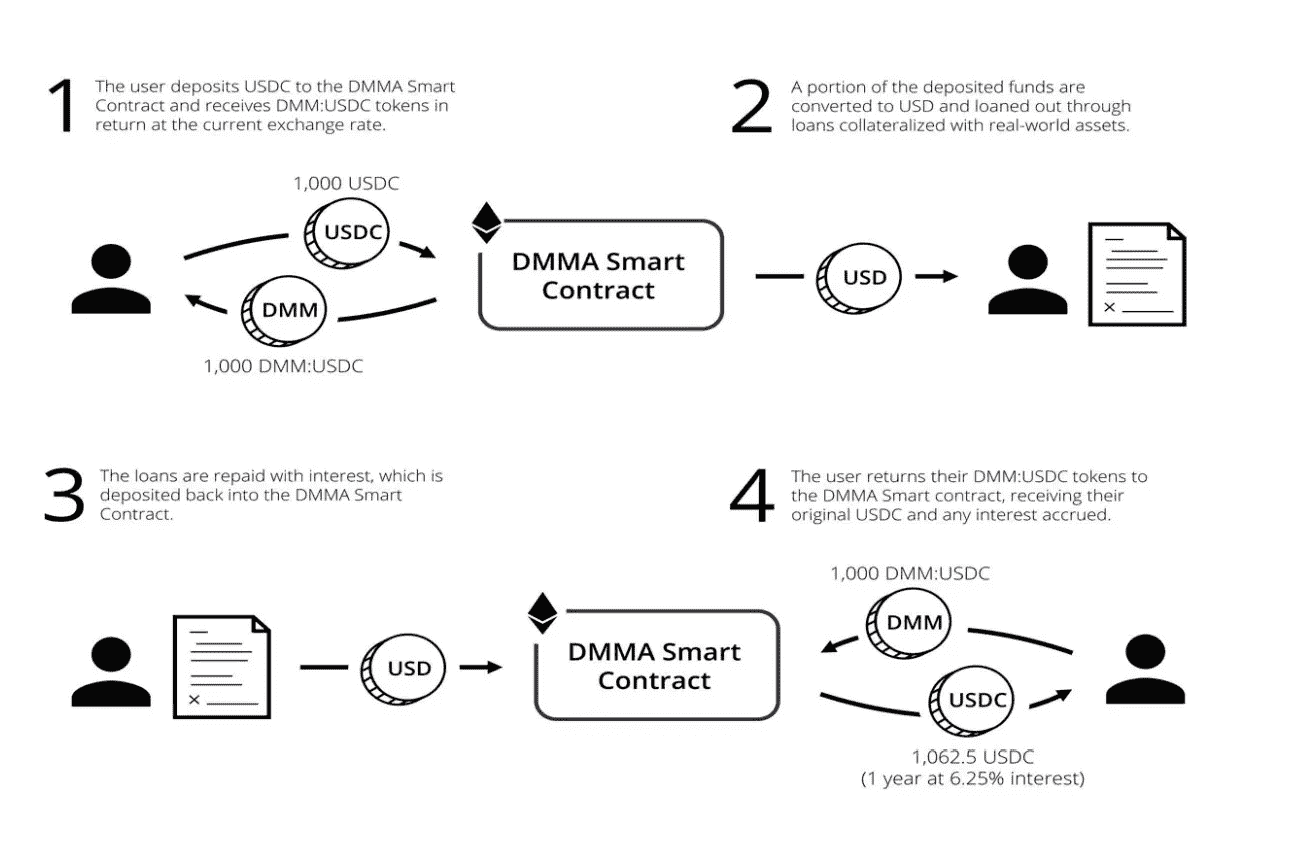 1
The user deposits USDC to the DMMA Smart
Contract and receives DMM:USDC tokens in
return at the current exchange rate.
2
A portion of the deposited funds are
converted to USD and loaned out through
loans collateralized with real-world assets.
1,000 USDC
USDC
DMM
1,000 DMM:USDC
DMMA Smart
Contract
USD
×
3
The loans are repaid with interest, which is
deposited back into the DMMA Smart
Contract.
4
The user returns their DMM:USDC tokens to
the DMMA Smart contract, receiving their
original USDC and any interest accrued.
×
USD
DMMA Smart
Contract
1,000 DMM:USDC
DMM
USDC
1,062.5 USDC
(1 year at 6.25% interest)